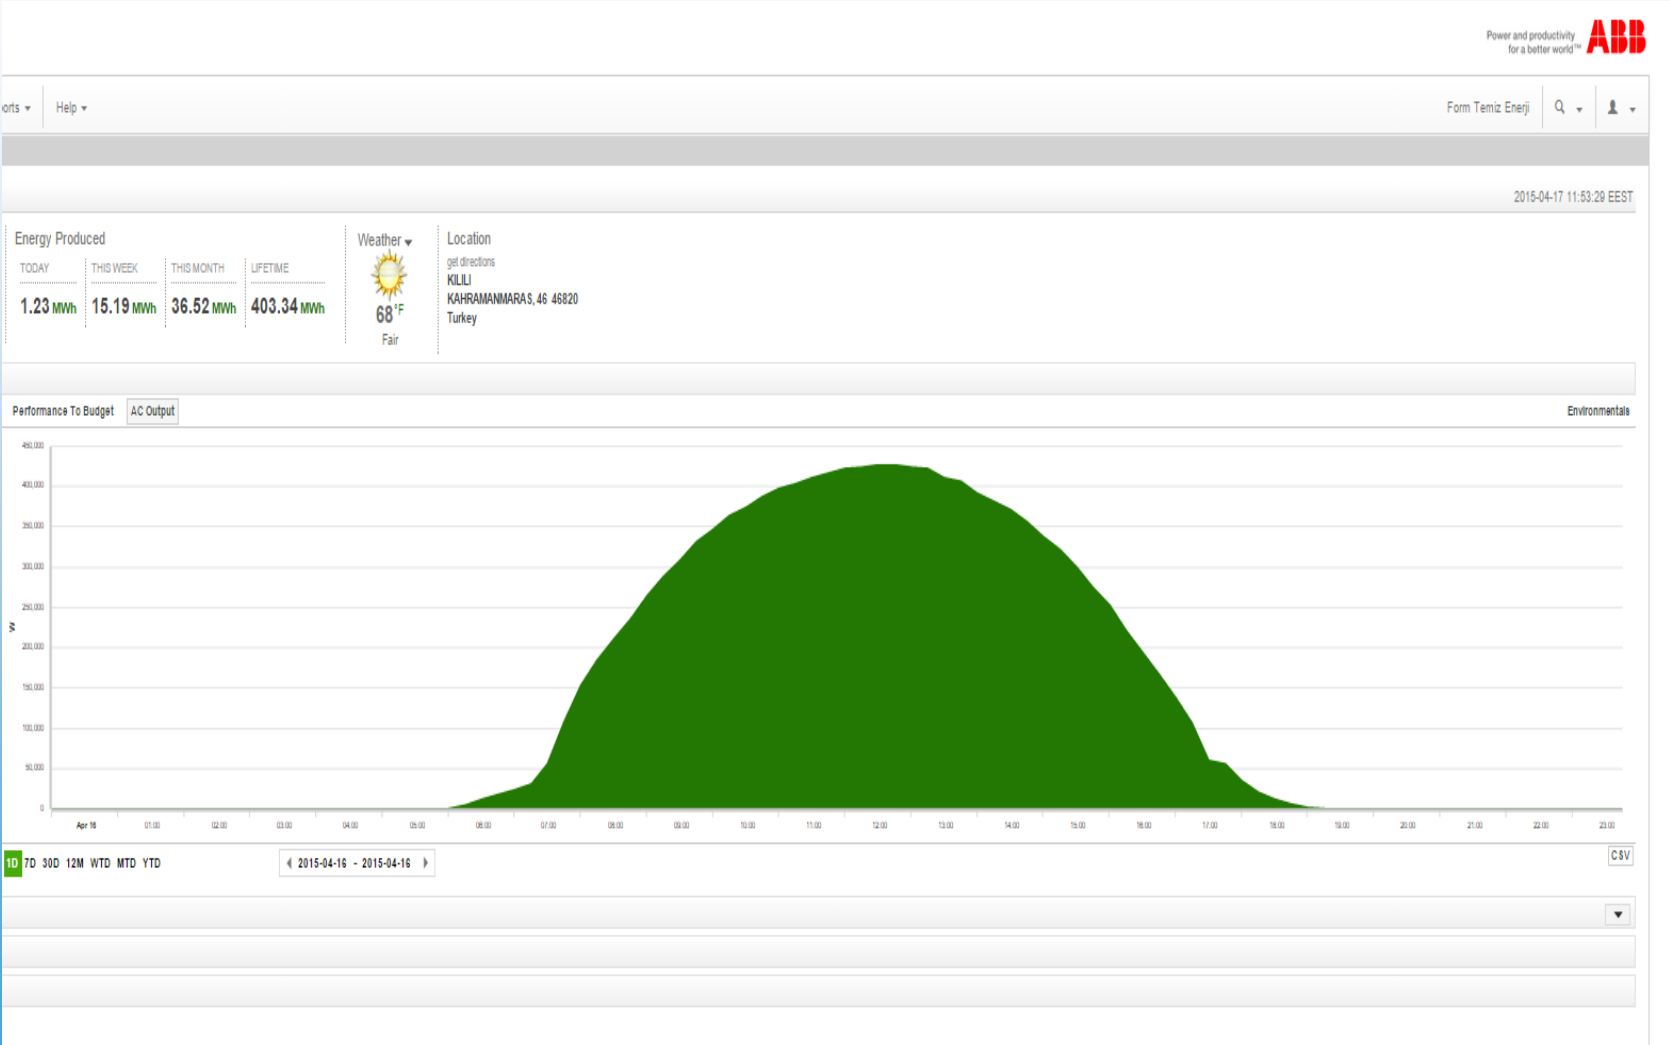 Power and productivity
for a better world™ ABB
orts Help Form Temiz Enerji
2015-04-17 11:53:29 EEST
Energy Produced Weather Location
TODAY THIS WEEK THIS MONTH LIFETIME
1.23 MWh 15.19 MWh 36.52 MWh 403.34 MWh
68°F
Fair
get directions
KILILI
KAHRAMANMARAS, 46 46820
Turkey
Performance To Budget AC Output Environmentals
450,000
400,000
350,000
300,000
250,000
200,000
150,000
100,000
50,000
0
W
Apr 16 01:00 02:00 03:00 04:00 05:00 06:00 07:00 08:00 09:00 10:00 11:00 12:00 13:00 14:00 15:00 16:00 17:00 18:00 19:00 20:00 21:00 22:00 23:00
1D 7D 30D 12M WTD MTD YTD 2015-04-16 - 2015-04-16 CSV